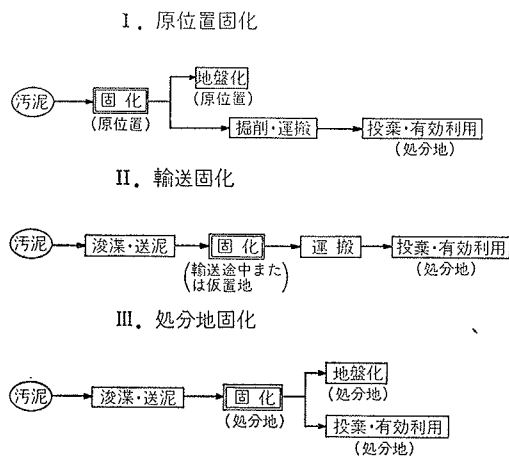 I. 原位置固化
汚泥
固化
(原位置)
地盤化
(原位置)
掘削・運搬
投棄・有効利用
(処分地)
II. 輸送固化
汚泥
浚渫・送泥
固化
(輸送途中また
は仮置地)
運搬
投棄・有効利用
(処分地)
III. 処分地固化
汚泥
浚渫・送泥
固化
(処分地)
地盤化
(処分地)
投棄・有効利用
(処分地)